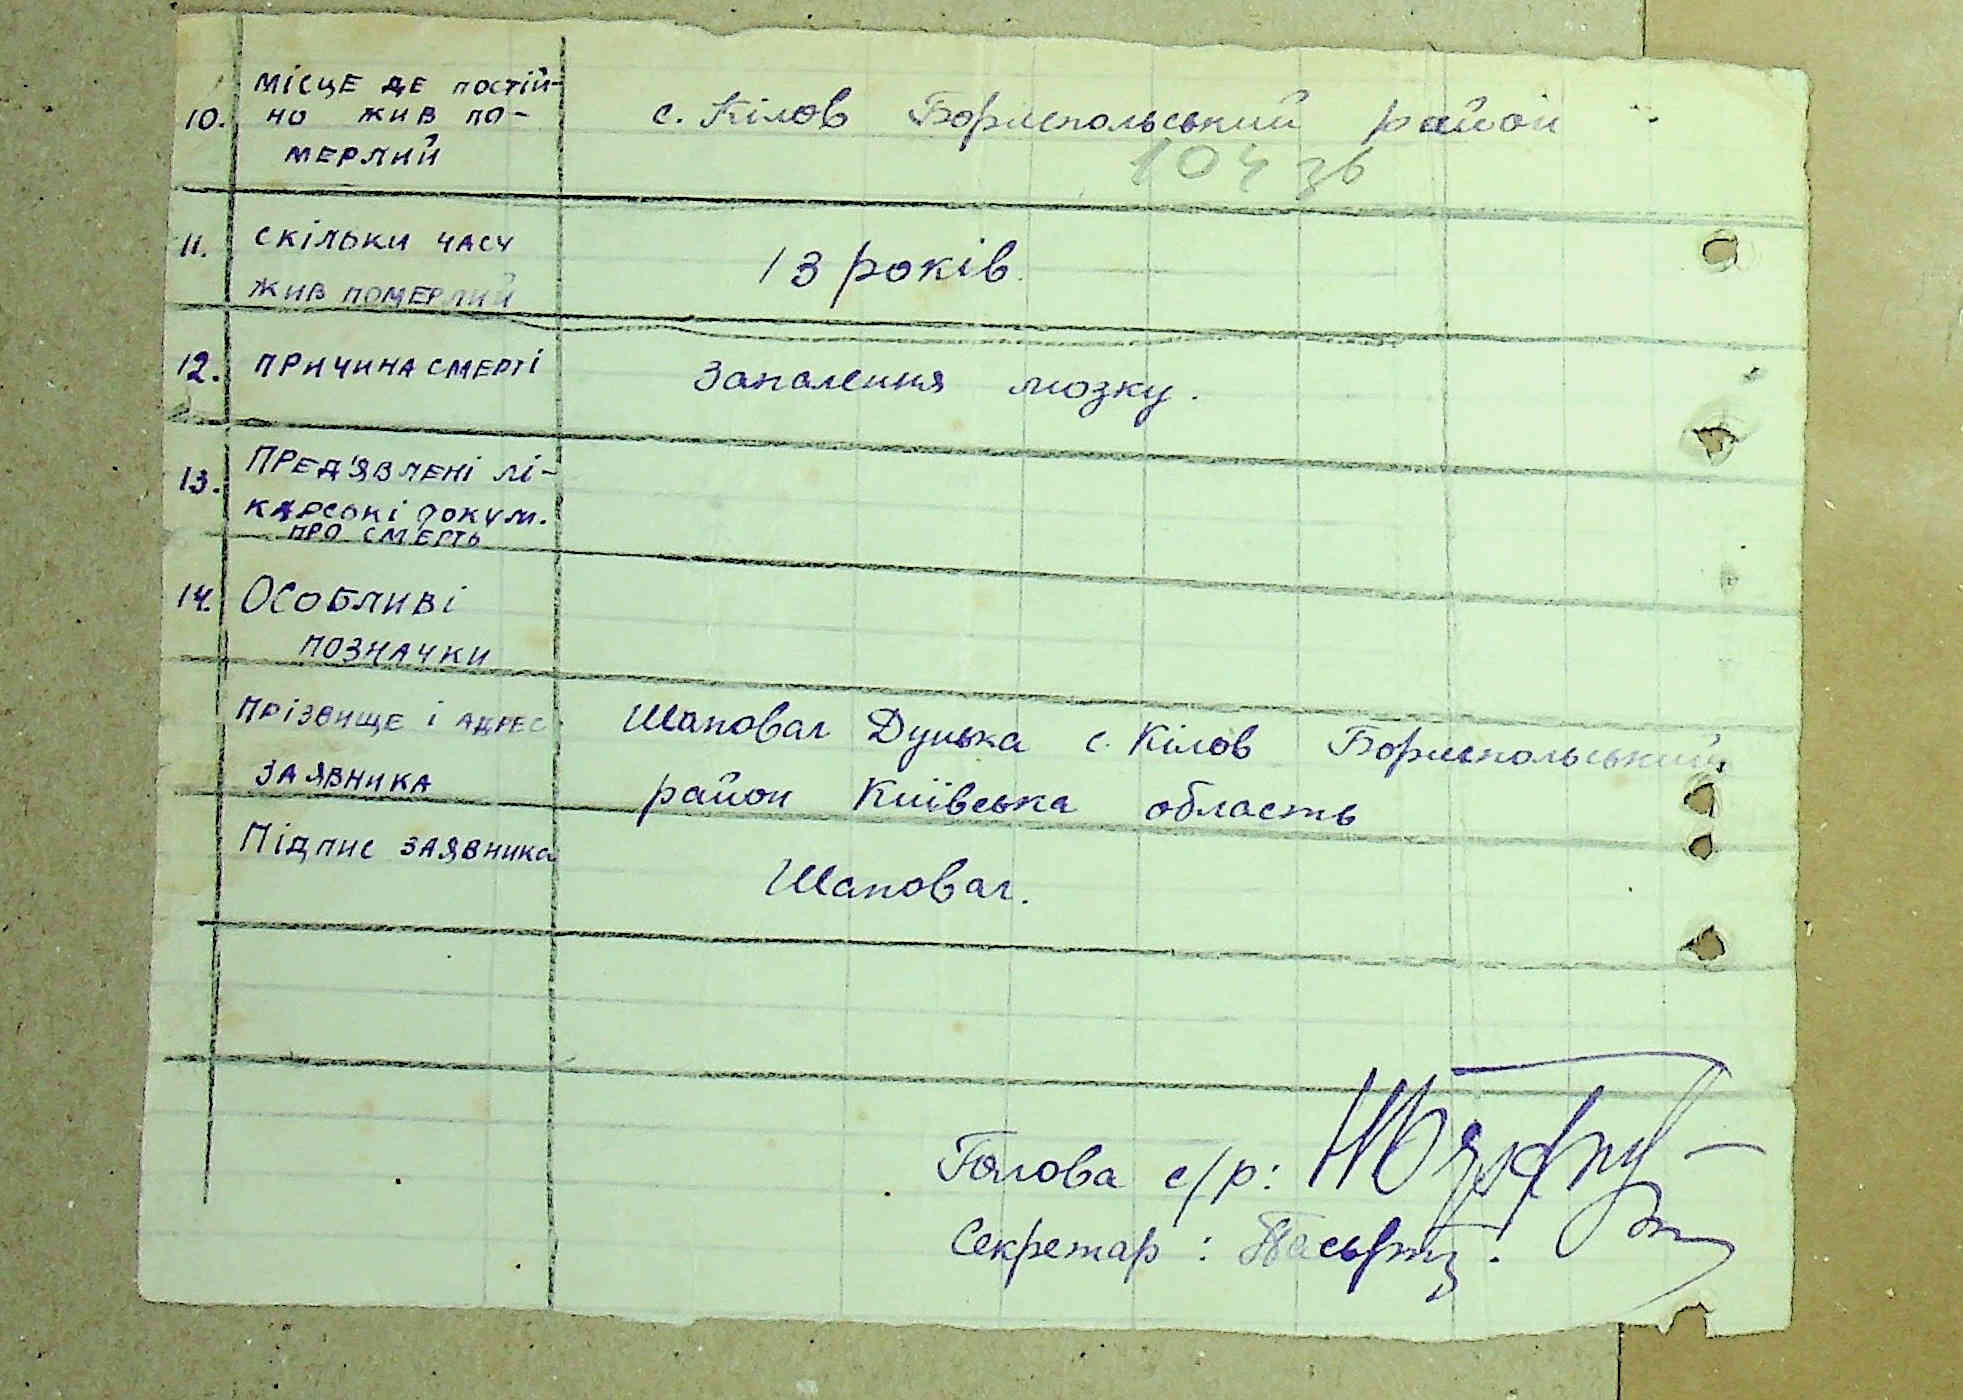 10. МІСЦЕ ДЕ ПОСТІЙ-
НО ЖИВ ПО-
МЕРЛИЙ
с. Кілов Бориспольський район
104 зв
11. СКІЛЬКИ ЧАСУ
ЖИВ ПОМЕРЛИЙ
13 років.
12. ПРИЧИНА СМЕРТІ
Запалення мозку.
13. ПРЕД'ЯВЛЕНІ ЛІ-
КАРСЬКІ ДОКУМ.
ПРО СМЕРТЬ
14. ОСОБЛИВІ
ПОЗНАЧКИ
ПРІЗВИЩЕ І АДРЕС
ЗАЯВНИКА
Шаповал Дунька с. Кілов Бориспольський
район Київська область
ПІДПИС ЗАЯВНИКА
Шаповал.
Голова с/р:
Секретар :